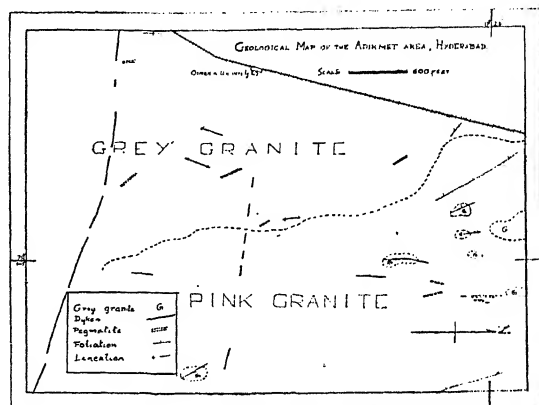 GEOLOGICAL MAP OF THE ADIKMET AREA, HYDERABAD.
SCALE 600 FEET
GREY GRANITE
G
PINK GRANITE
Grey granite G
Dykes
Pegmatite
Foliation
Lineation